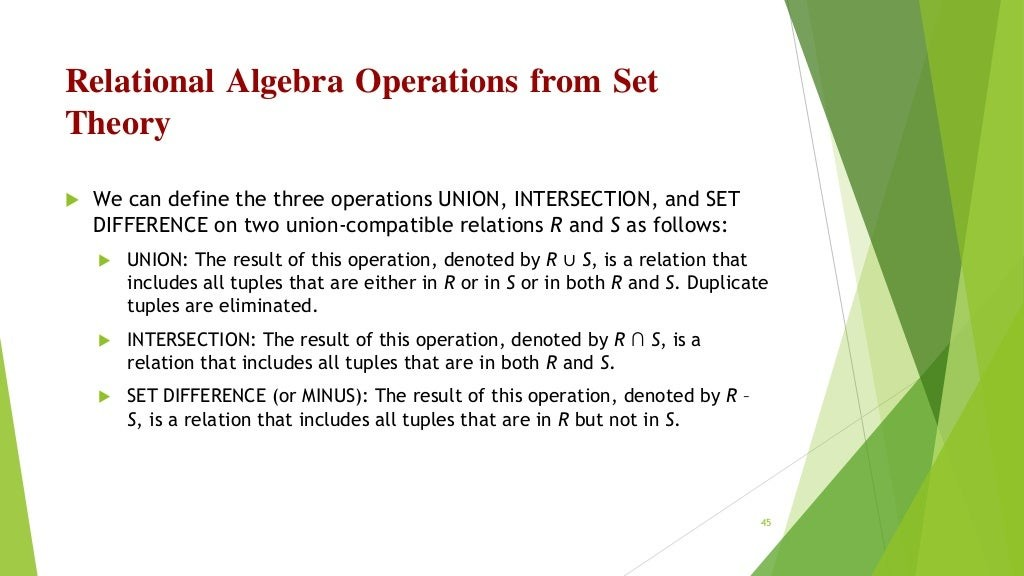 Relational Algebra Operations from Set
Theory
We can define the three operations UNION, INTERSECTION, and SET
DIFFERENCE on two union-compatible relations R and S as follows:
UNION: The result of this operation, denoted by R ∪ S, is a relation that
includes all tuples that are either in R or in S or in both R and S. Duplicate
tuples are eliminated.
INTERSECTION: The result of this operation, denoted by R ∩ S, is a
relation that includes all tuples that are in both R and S.
SET DIFFERENCE (or MINUS): The result of this operation, denoted by R –
S, is a relation that includes all tuples that are in R but not in S.
45